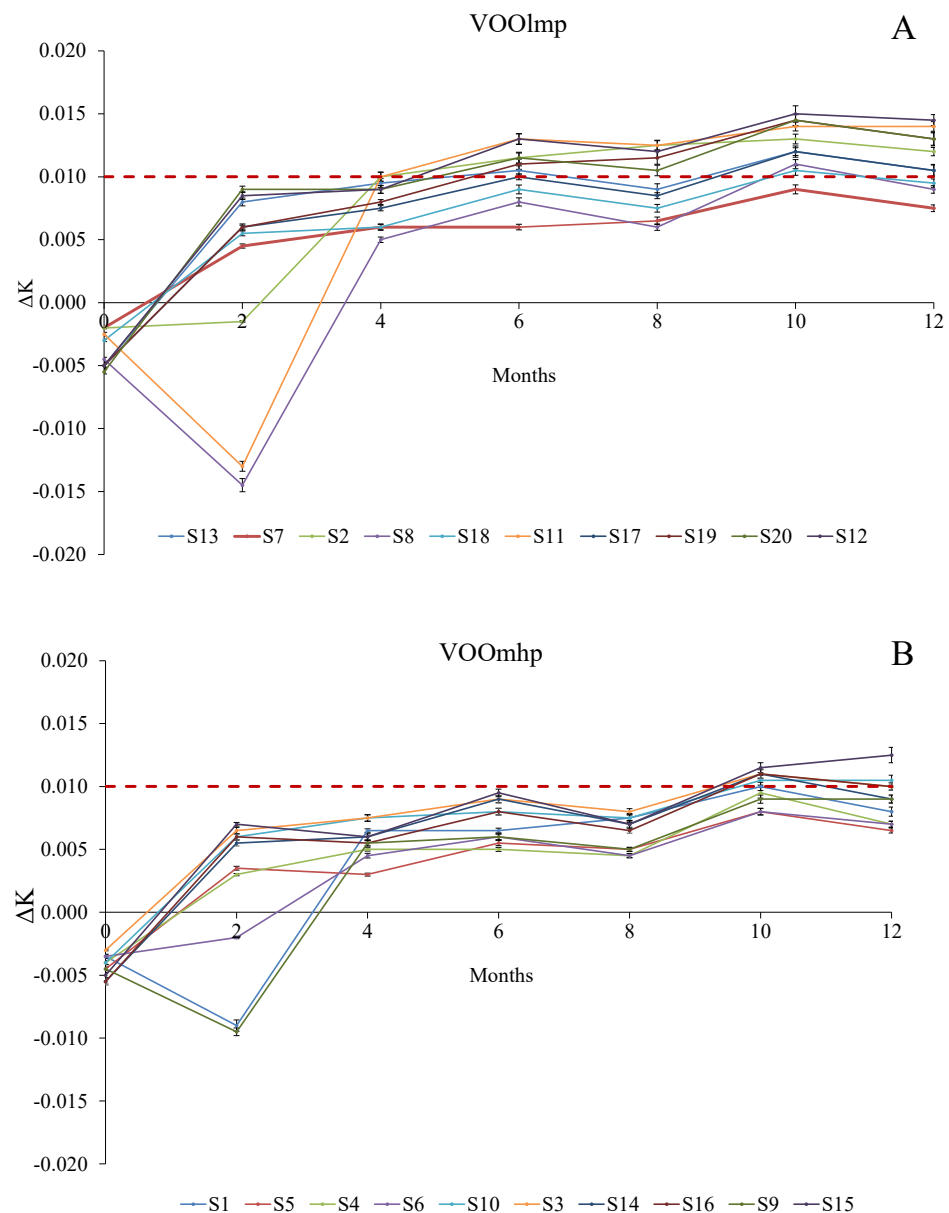 VOOlmp
A
0.020
0.015
0.010
0.005
0.000
-0.005
-0.010
-0.015
-0.020
ΔK
0 2 4 6 8 10 12
Months
S13 S7 S2 S8 S18 S11 S17 S19 S20 S12
VOOmhp
B
0.020
0.015
0.010
0.005
0.000
-0.005
-0.010
-0.015
-0.020
ΔK
0 2 4 6 8 10 12
Months
S1 S5 S4 S6 S10 S3 S14 S16 S9 S15